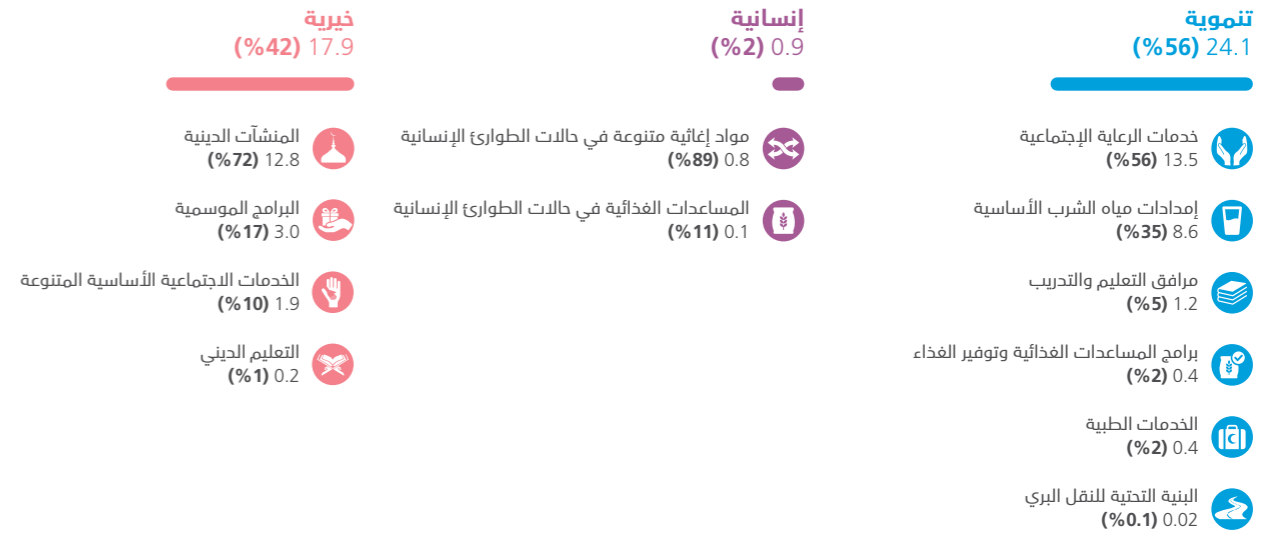 تنموية
24.1 (%56)
خدمات الرعاية الإجتماعية
13.5 (%56)
إمدادات مياه الشرب الأساسية
8.6 (%35)
مرافق التعليم والتدريب
1.2 (%5)
برامج المساعدات الغذائية وتوفير الغذاء
0.4 (%2)
الخدمات الطبية
0.4 (%2)
البنية التحتية للنقل البري
0.02 (%0.1)
إنسانية
0.9 (%2)
مواد إغاثية متنوعة في حالات الطوارئ الإنسانية
0.8 (%89)
المساعدات الغذائية في حالات الطوارئ الإنسانية
0.1 (%11)
خيرية
17.9 (%42)
المنشآت الدينية
12.8 (%72)
البرامج الموسمية
3.0 (%17)
الخدمات الاجتماعية الأساسية المتنوعة
1.9 (%10)
التعليم الديني
0.2 (%1)